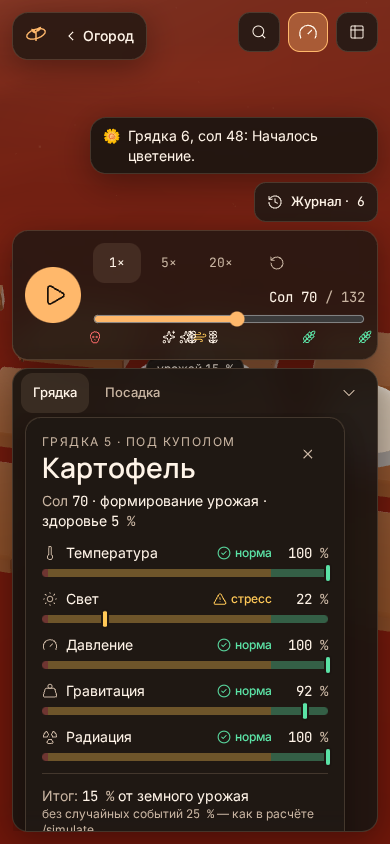 Огород
Грядка 6, сол 48: Началось
цветение.
Журнал · 6
1×
5×
20×
Сол 70 / 132
урожай 15 %
Грядка
Посадка
ГРЯДКА 5 · ПОД КУПОЛОМ
Картофель
Сол 70 · формирование урожая ·
здоровье 5 %
Температура норма 100 %
Свет стресс 22 %
Давление норма 100 %
Гравитация норма 92 %
Радиация норма 100 %
Итог: 15 % от земного урожая
без случайных событий 25 % — как в расчёте
/simulate